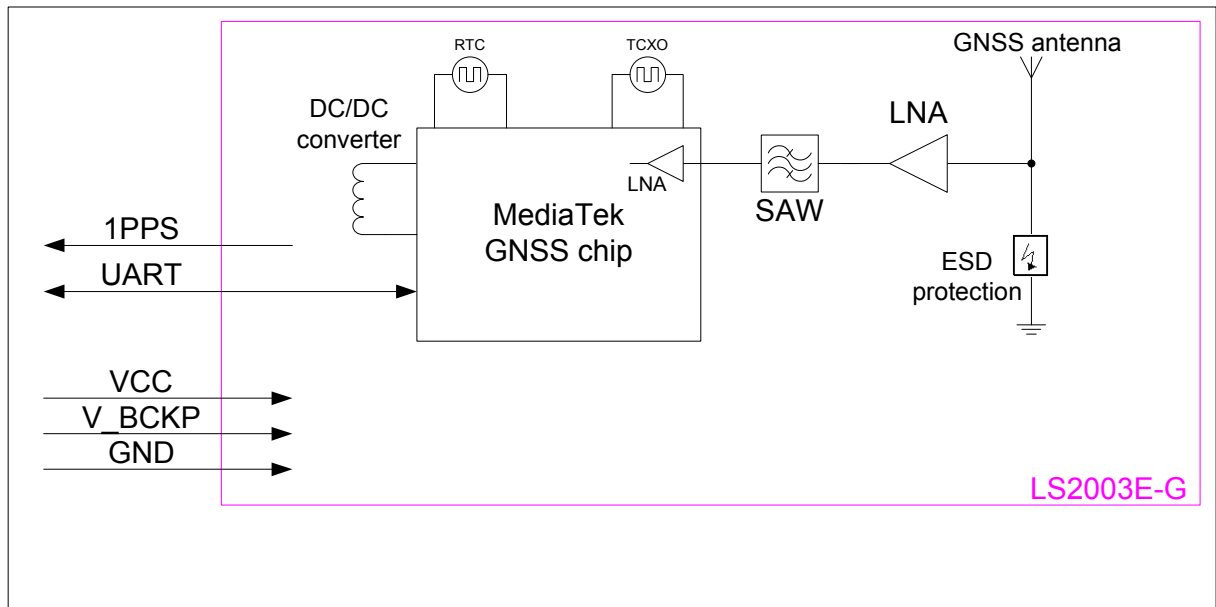 RTC
TCXO
GNSS antenna
DC/DC
converter
LNA
LNA
SAW
MediaTek
GNSS chip
1PPS
UART
ESD
protection
VCC
V_BCKP
GND
LS2003E-G